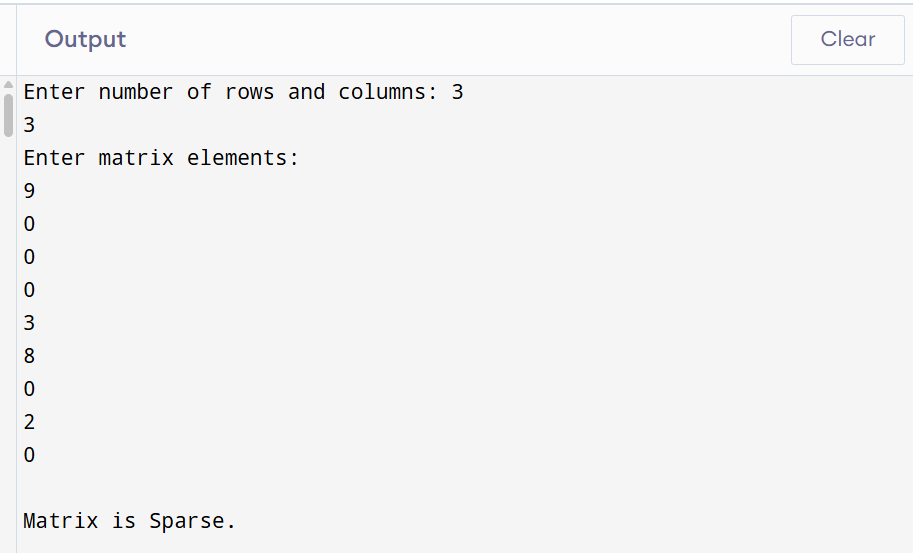 Output
Clear
Enter number of rows and columns: 3
3
Enter matrix elements:
9
0
0
0
3
8
0
2
0
Matrix is Sparse.